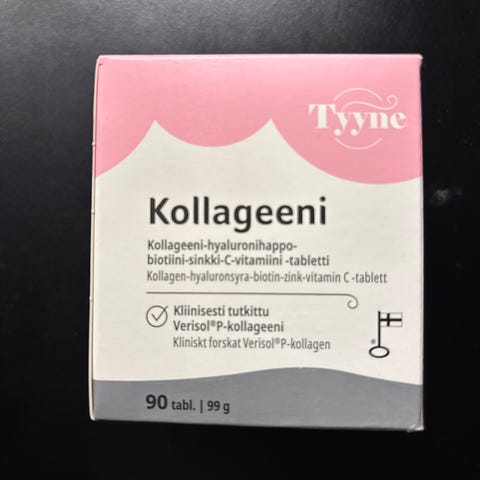 Tyyne
Kollageeni
Kollageeni-hyaluronihappo-
biotiini-sinkki-C-vitamiini -tabletti
Kollagen-hyaluronsyra-biotin-zink-vitamin C -tablett
Kliinisesti tutkittu
Verisol®P-kollageeni
Kliniskt forskat Verisol®P-kollagen
®
90 tabl. | 99 g